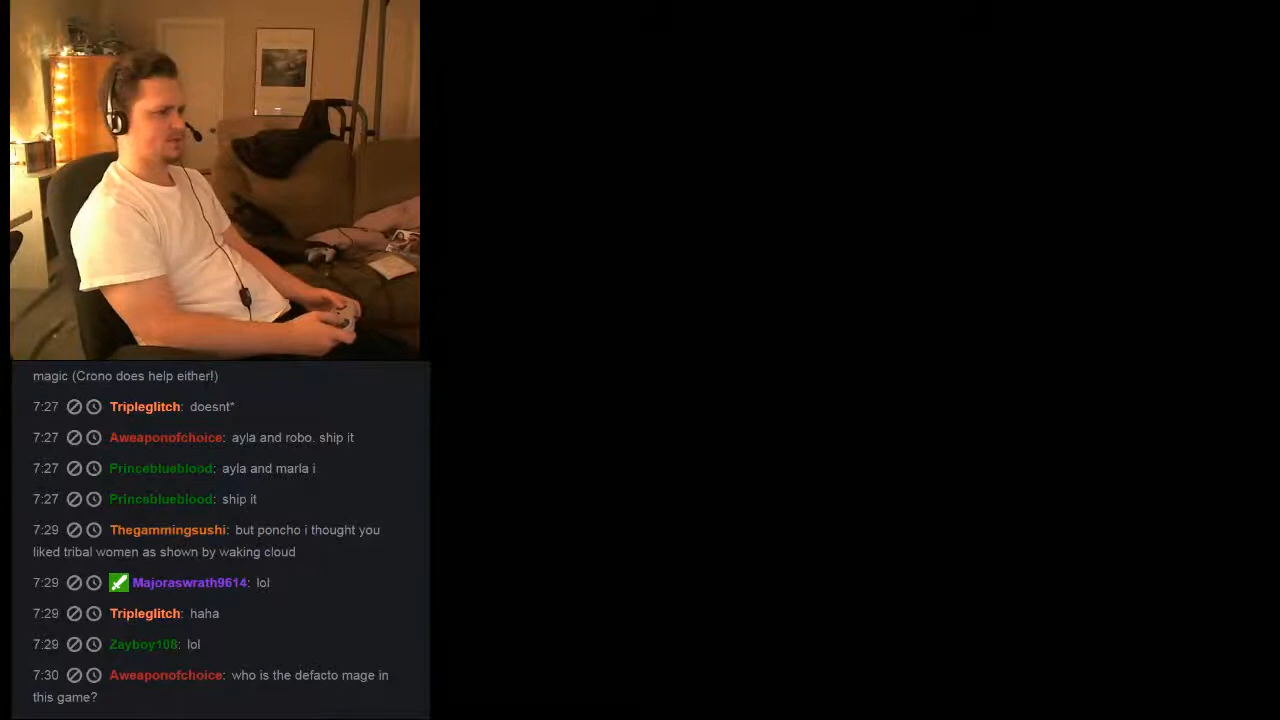 magic (Crono does help either!)
7:27 Tripleglitch: doesnt*
7:27 Aweaponofchoice: ayla and robo. ship it
7:27 Princeblueblood: ayla and marla i
7:27 Princeblueblood: ship it
7:29 Thegammingsushi: but poncho i thought you
liked tribal women as shown by waking cloud
7:29 Majoraswrath9614: lol
7:29 Tripleglitch: haha
7:29 Zayboy108: lol
7:30 Aweaponofchoice: who is the defacto mage in
this game?